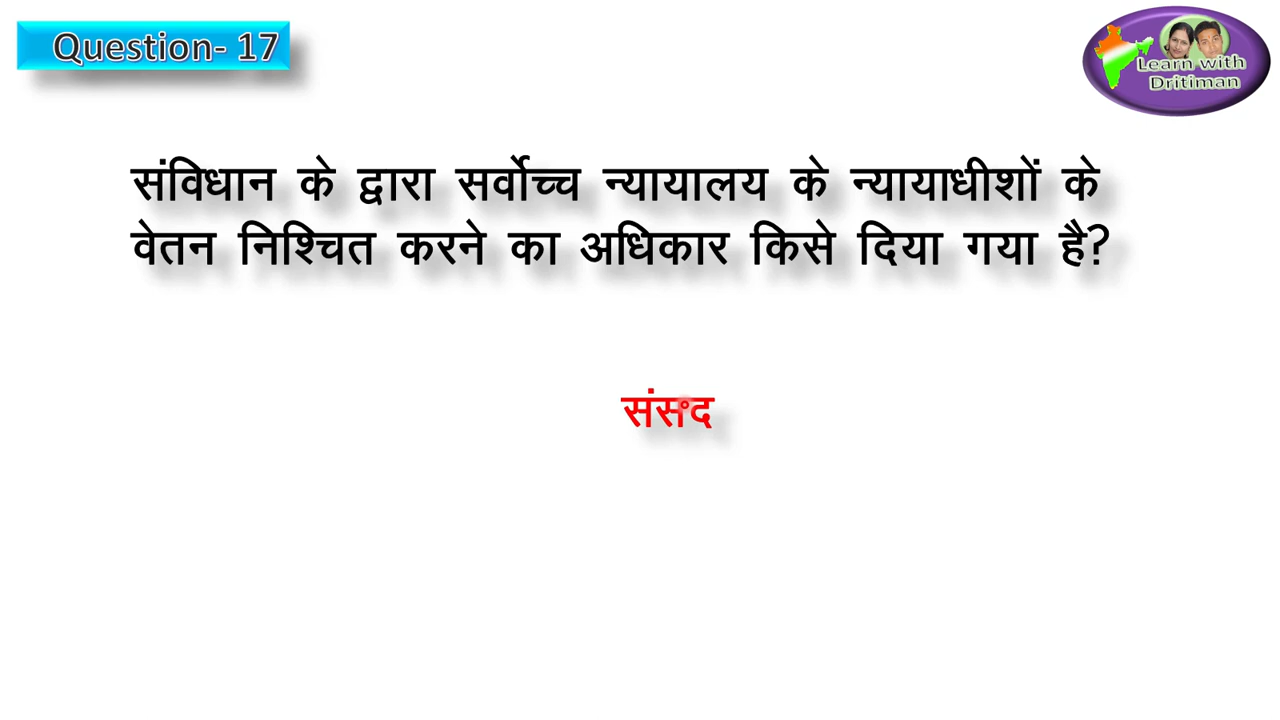 Question- 17
Learn with
Dritiman
संविधान के द्वारा सर्वोच्च न्यायालय के न्यायाधीशों के
वेतन निश्चित करने का अधिकार किसे दिया गया है?
संसद